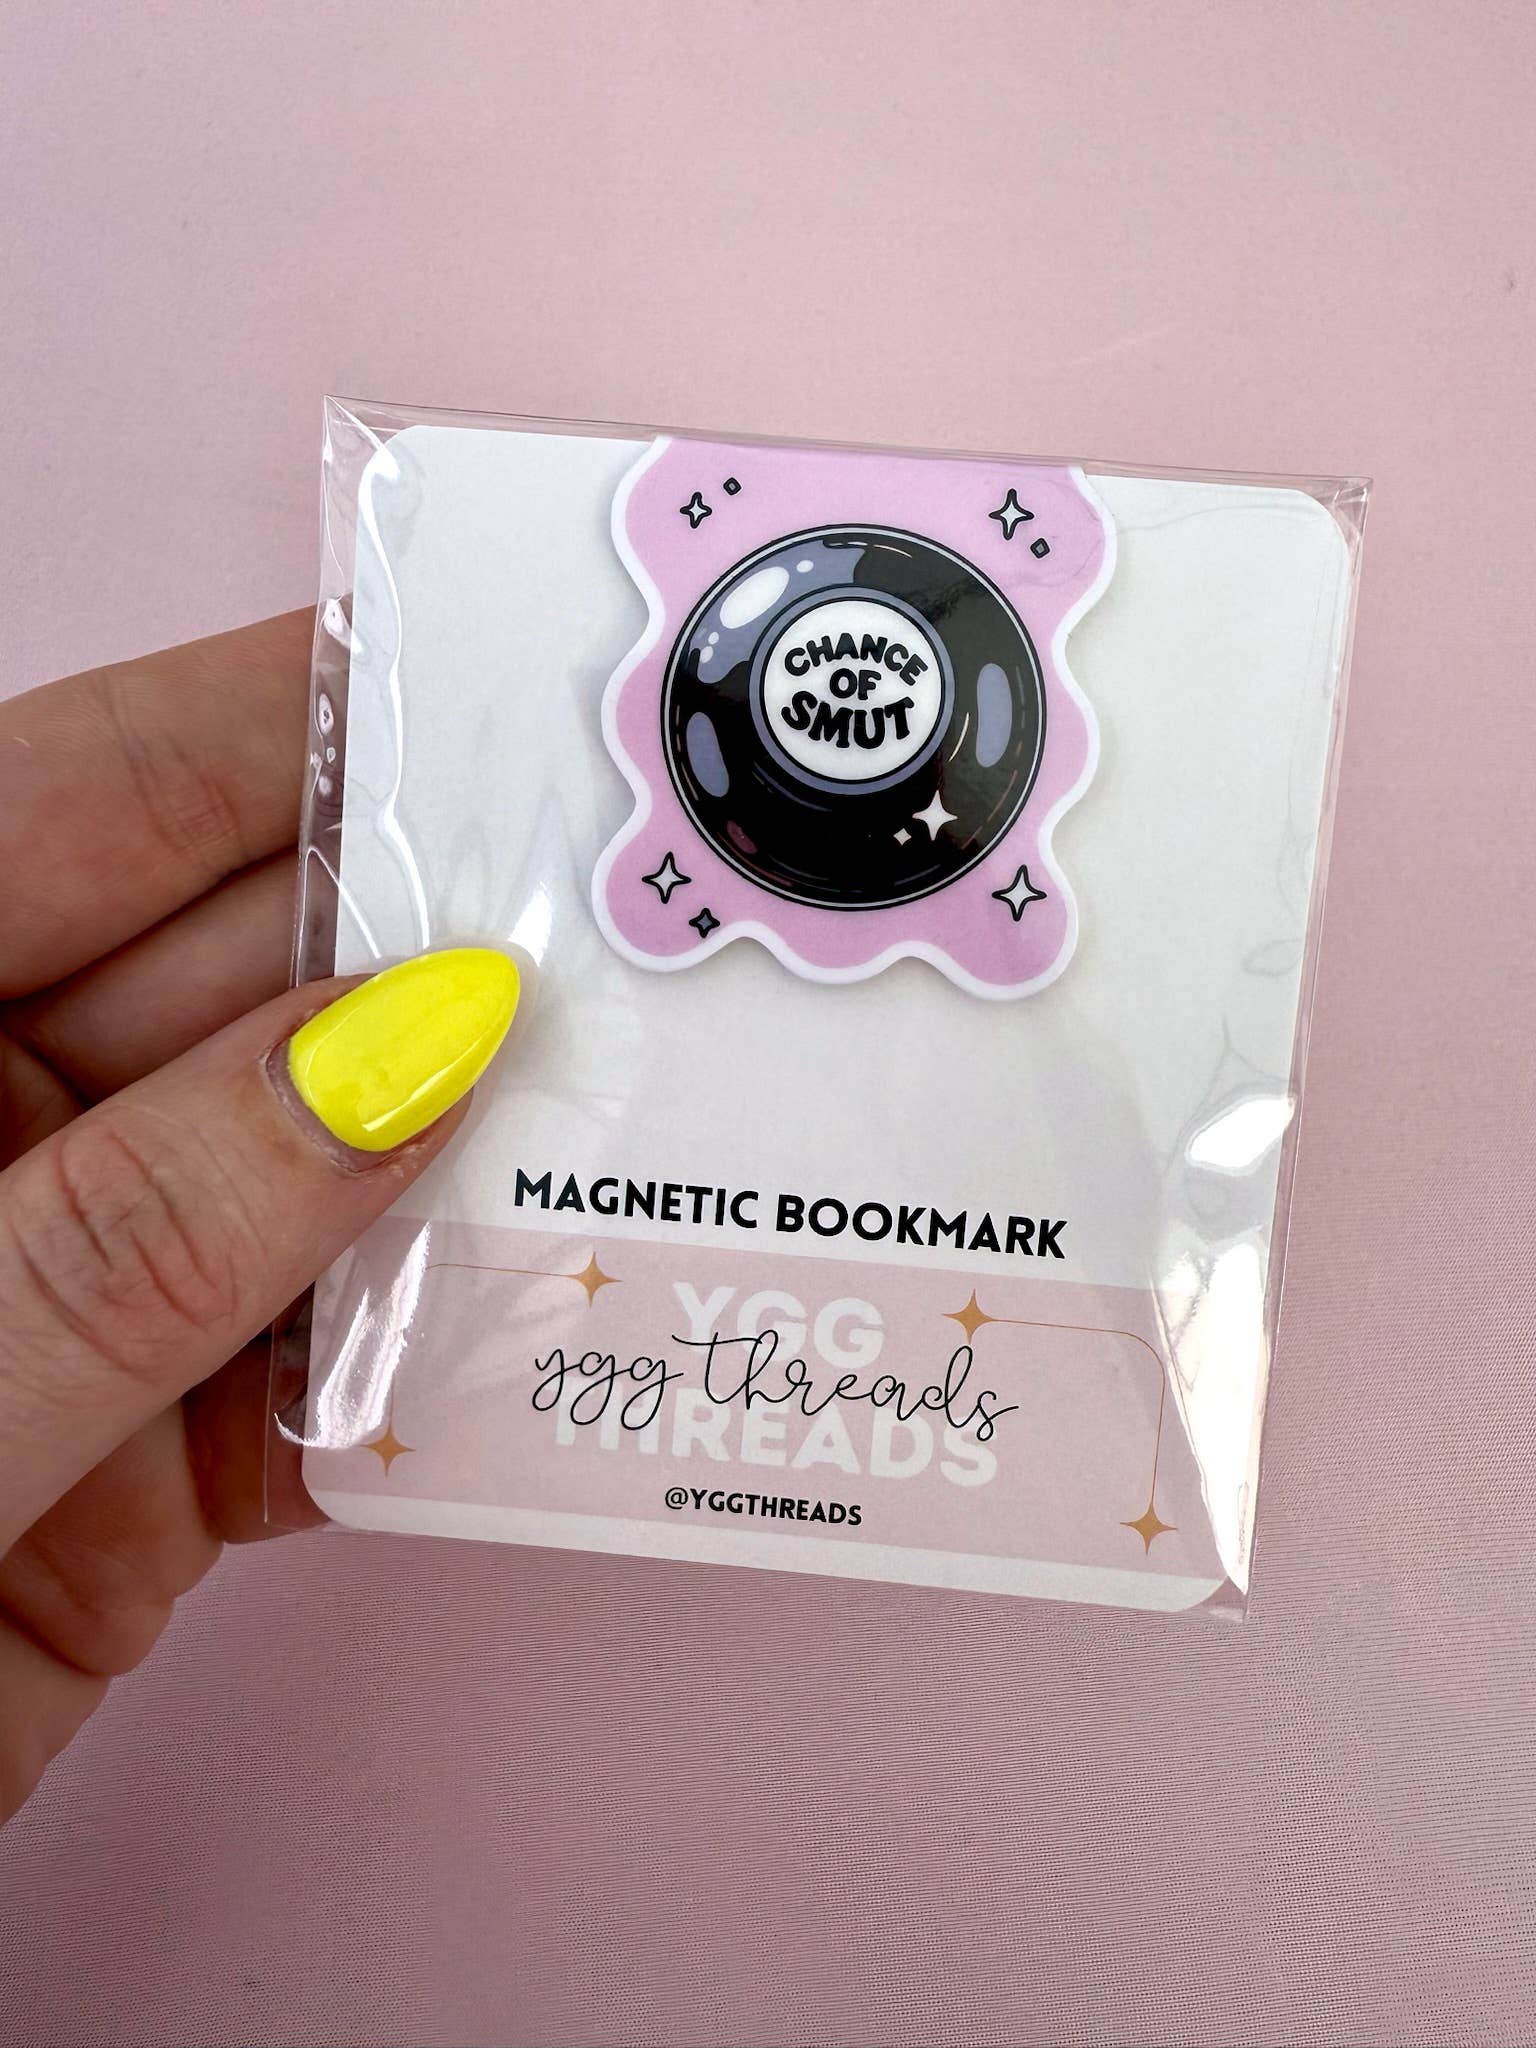 CHANCE
OF
SMUT
MAGNETIC BOOKMARK
YGG
ygg threads
THREADS
@YGGTHREADS